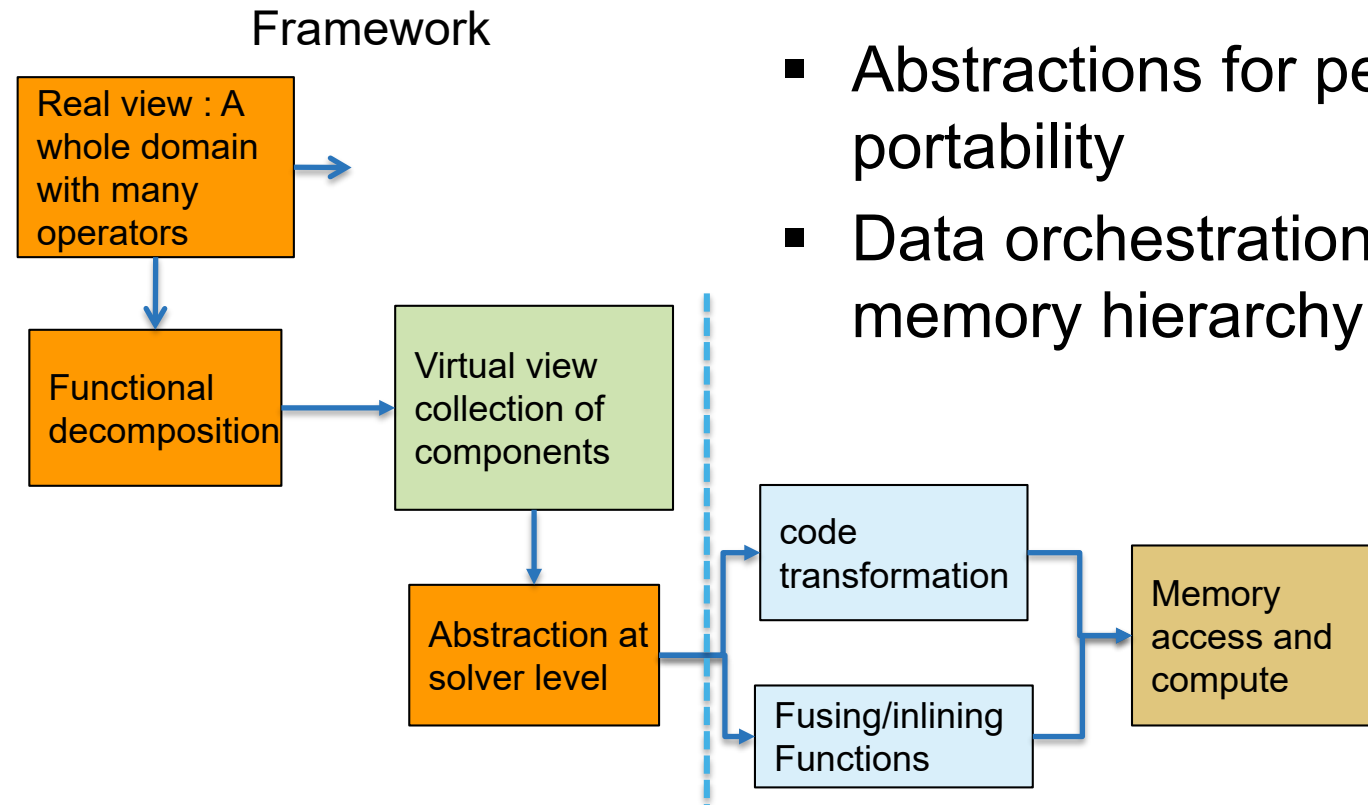 Framework
Real view : A
whole domain
with many
operators
▪ Abstractions for
portability
▪ Data orchestration
memory hierarchy
Functional
decomposition
Virtual view
collection of
components
Abstraction at
solver level
code
transformation
Fusing/inlining
Functions
Memory
access and
compute